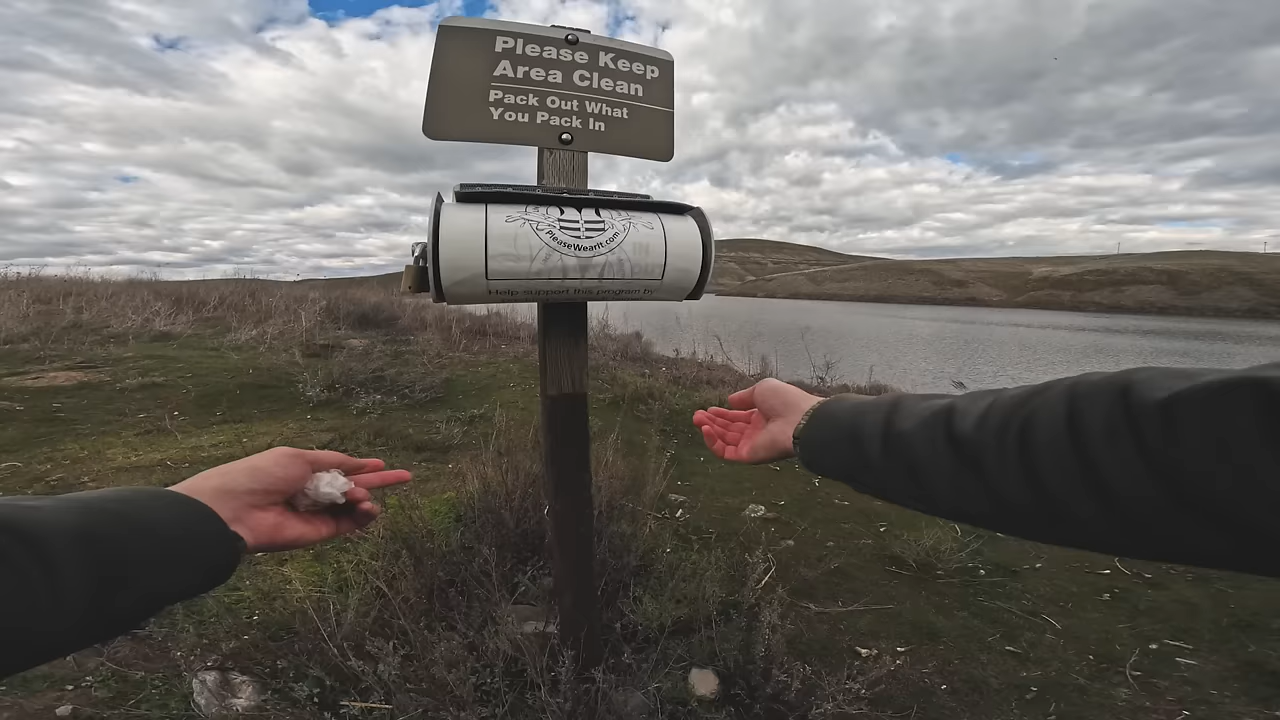 Please Keep
Area Clean
Pack Out What
You Pack In
PleaseWearIt.com
Help support this program by